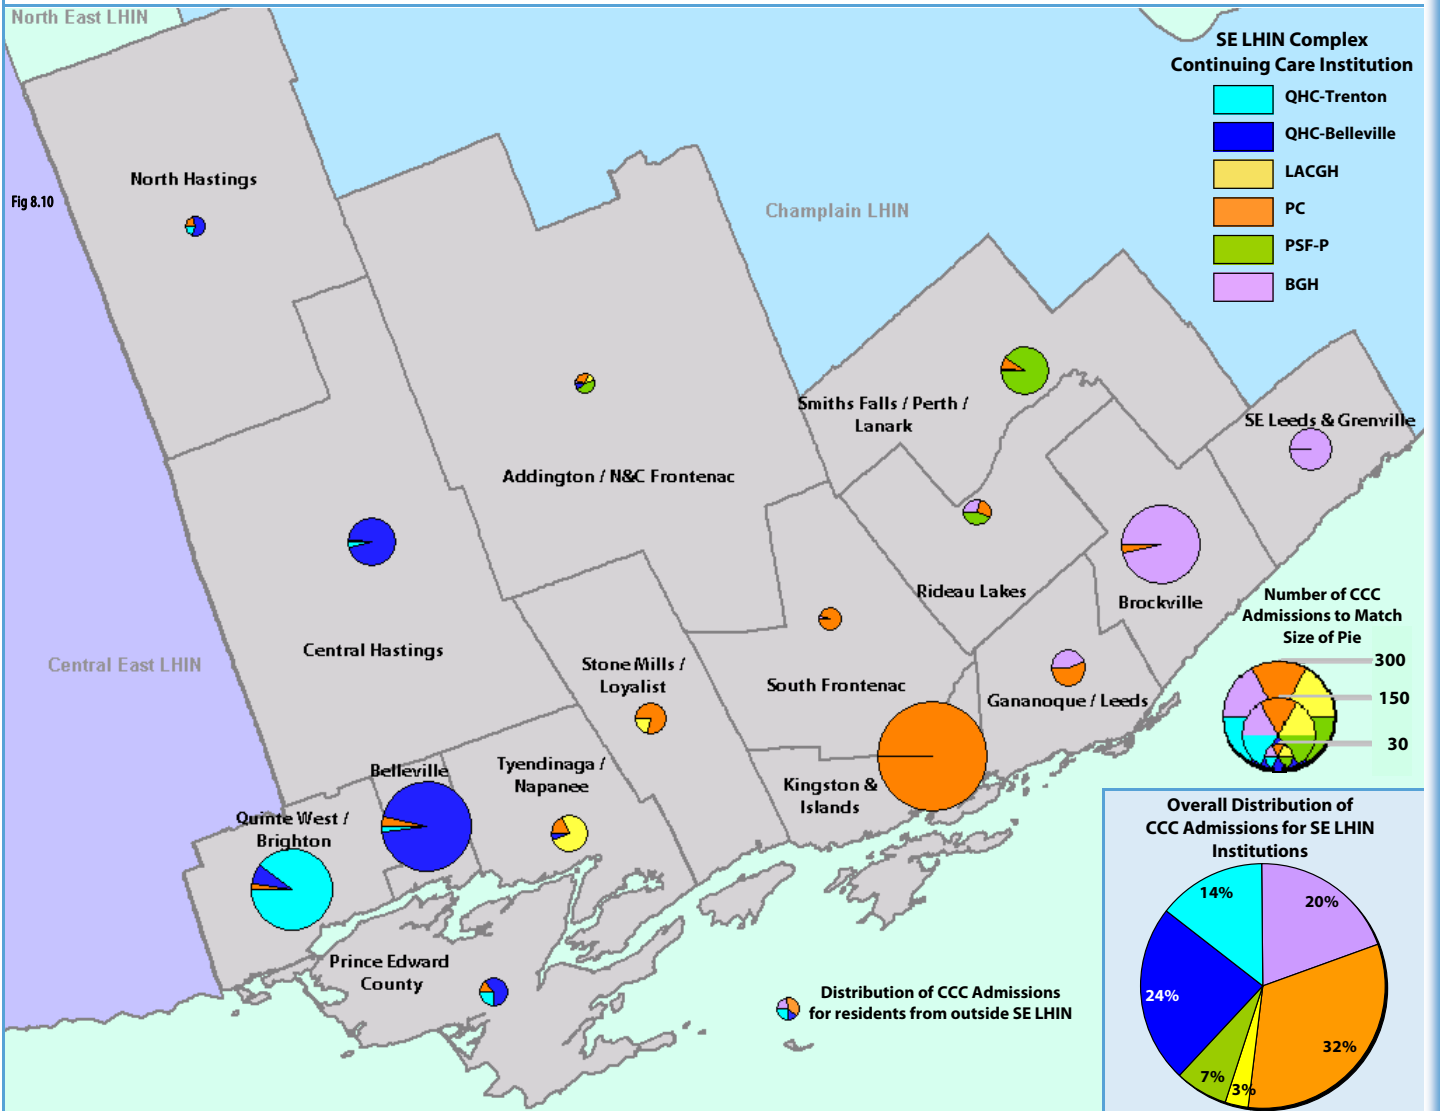 North East LHIN
SE LHIN Complex
Continuing Care Institution
QHC-Trenton
QHC-Belleville
LACGH
PC
PSF-P
BGH
North Hastings
Fig 8.10
Champlain LHIN
Smiths Falls / Perth /
Lanark
SE Leeds & Grenville
Addington / N&C Frontenac
Rideau Lakes
Brockville
Number of CCC
Admissions to Match
Size of Pie
300
150
30
Central East LHIN
Central Hastings
Stone Mills /
Loyalist
South Frontenac
Gananoque / Leeds
Belleville
Tyendinaga /
Napanee
Kingston &
Islands
Quinte West /
Brighton
Prince Edward
County
Distribution of CCC Admissions
for residents from outside SE LHIN
Overall Distribution of
CCC Admissions for SE LHIN
Institutions
14%
20%
24%
32%
7%
3%